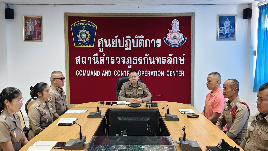 ศูนย์ปฏิบัติการ
สถานีตำรวจภูธรกันทรลักษ์
COMMAND AND CONTROL OPERATION CENTER